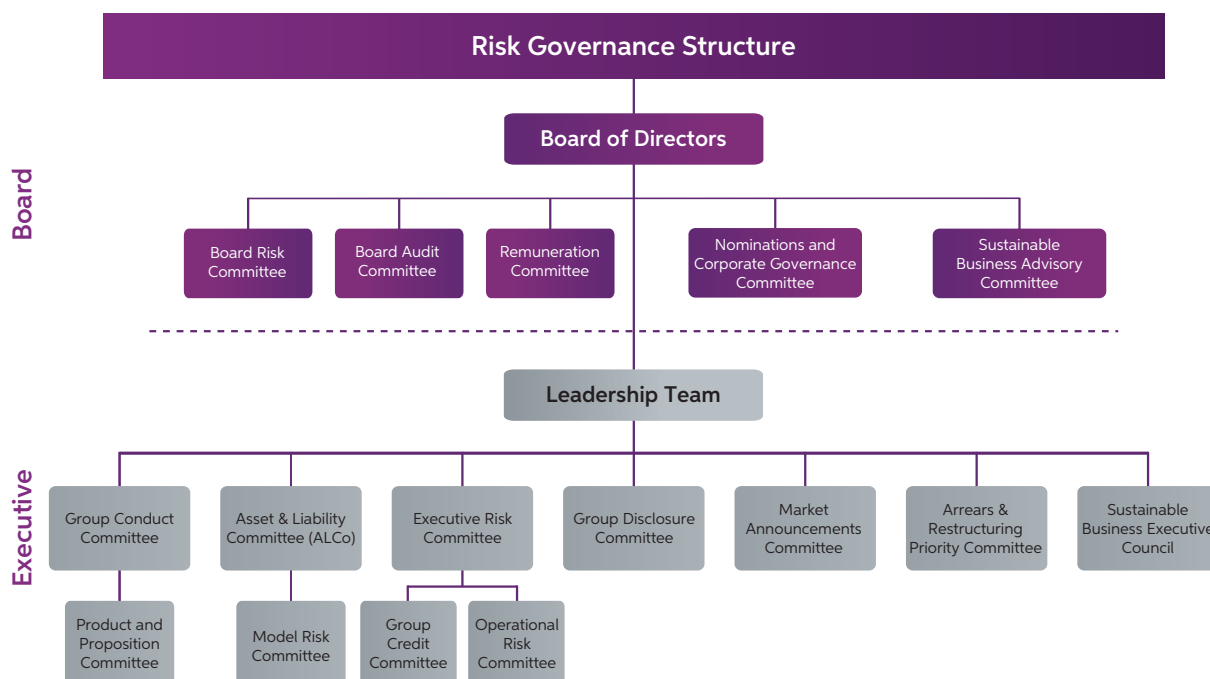 Risk Governance Structure
Board
Board of Directors
Board Risk
Committee
Board Audit
Committee
Remuneration
Committee
Nominations and
Corporate Governance
Committee
Sustainable
Business Advisory
Committee
Executive
Leadership Team
Group Conduct
Committee
Asset & Liability
Committee (ALCo)
Executive Risk
Committee
Group Disclosure
Committee
Market
Announcements
Committee
Arrears &
Restructuring
Priority Committee
Sustainable
Business Executive
Council
Product and
Proposition
Committee
Model Risk
Committee
Group
Credit
Committee
Operational
Risk
Committee